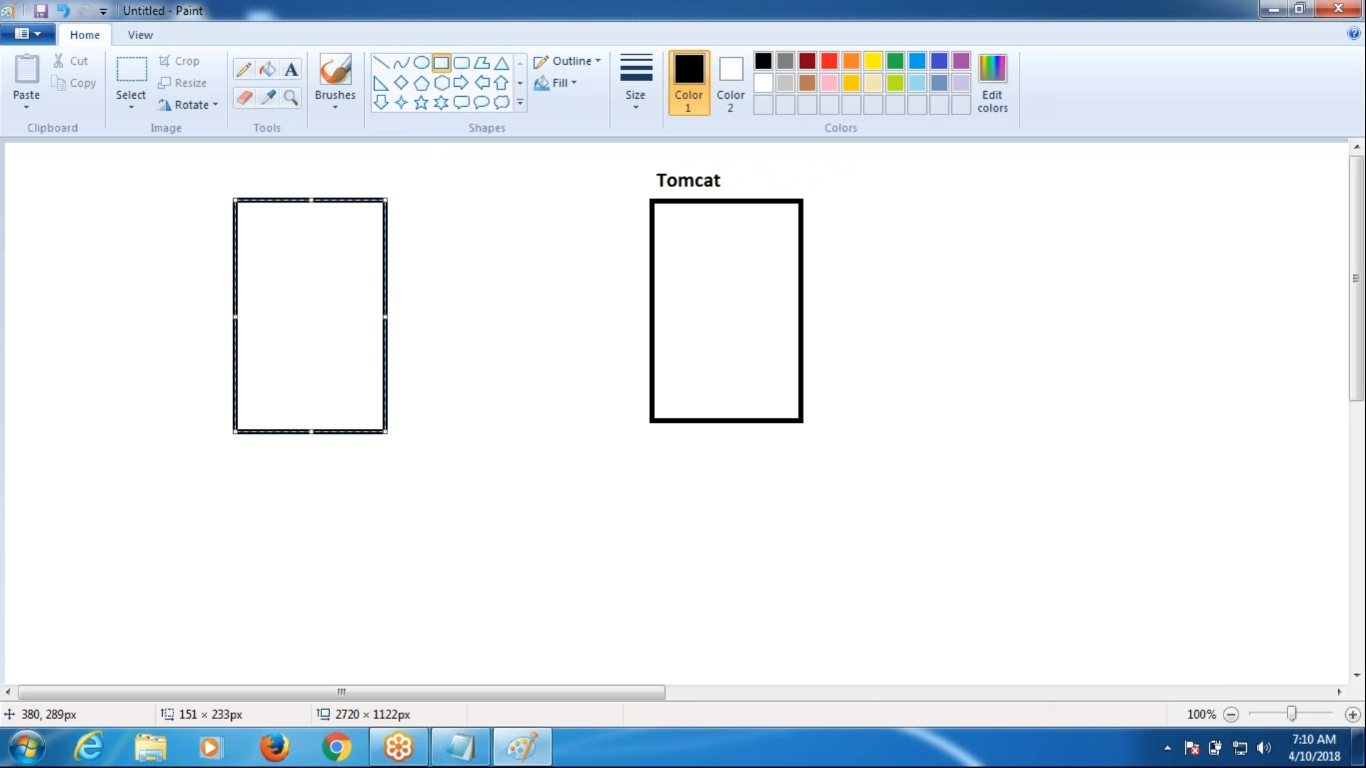 Untitled - Paint
Home View
Paste Cut Copy
Clipboard
Select Crop Resize Rotate
Image
Tools
Brushes
Outline Fill
Shapes
Size
Color 1 Color 2 Edit colors
Colors
Tomcat
380, 289px 151 × 233px 2720 × 1122px 100%
7:10 AM
4/10/2018